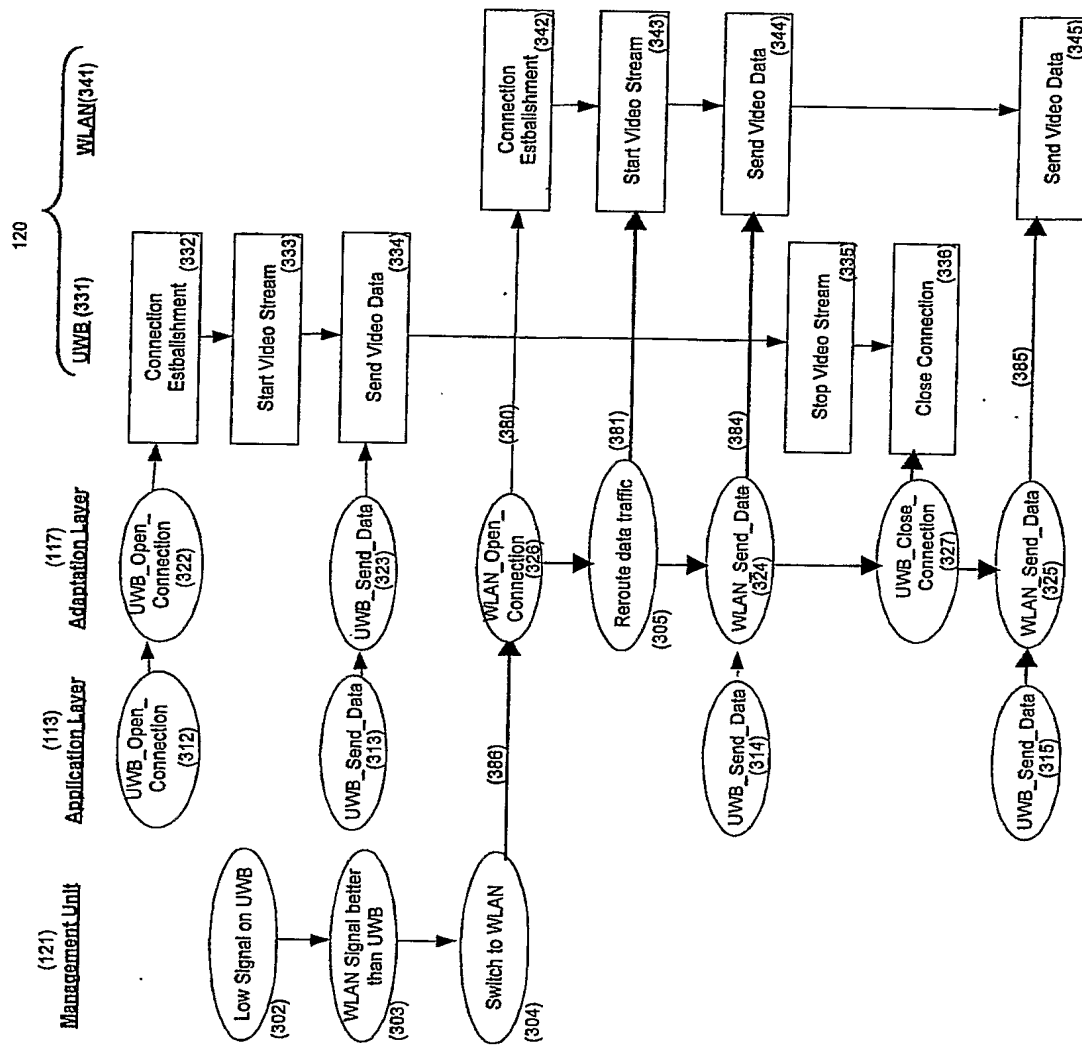 120
UWB (331)
WLAN(341)
(121)
Management Unit
(113)
Application Layer
(117)
Adaptation Layer
UWB_Open_
Connection
(312)
UWB_Open_
Connection
(322)
Connection
Estballshment
(332)
Low Signal on UWB
(302)
Start Video Stream
(333)
WLAN Signal better
than UWB
(303)
UWB_Send_Data
(313)
UWB_Send_Data
(323)
Send Video Data
(334)
Switch to WLAN
(304)
(386)
WLAN_Open_
Connection
(326)
(380)
Connection
Estballshment
(342)
Reroute data traffic
(305)
(381)
Start Video Stream
(343)
UWB_Send_Data
(314)
WLAN_Send_Data
(324)
(384)
Send Video Data
(344)
Stop Video Stream
(335)
UWB_Close_
Connection
(327)
Close Connection
(336)
UWB_Send_Data
(315)
WLAN_Send_Data
(325)
(385)
Send Video Data
(345)